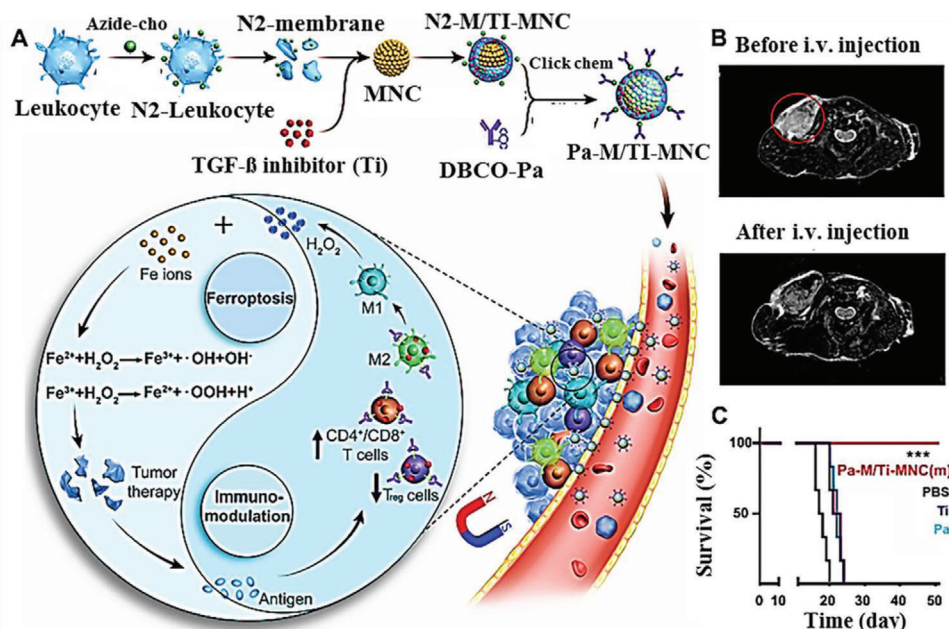 A
Azide-cho
N2-membrane
N2-M/TI-MNC
Leukocyte
N2-Leukocyte
MNC
Click chem
TGF-ß inhibitor (Ti)
DBCO-Pa
Pa-M/TI-MNC
+
H₂O₂
Fe ions
Ferroptosis
M1
M2
Fe²⁺+H₂O₂→Fe³⁺+·OH+OH⁻
Fe³⁺+H₂O₂→Fe²⁺+·OOH+H⁺
CD4⁺/CD8⁺
T cells
Tumor
therapy
Immuno-
modulation
Treg cells
Antigen
N
S
B
Before i.v. injection
After i.v. injection
C
Survival (%)
100
50
***
Pa-M/Ti-MNC(m)
PBS
Ti
Pa
0 10 20 30 40 50
Time (day)